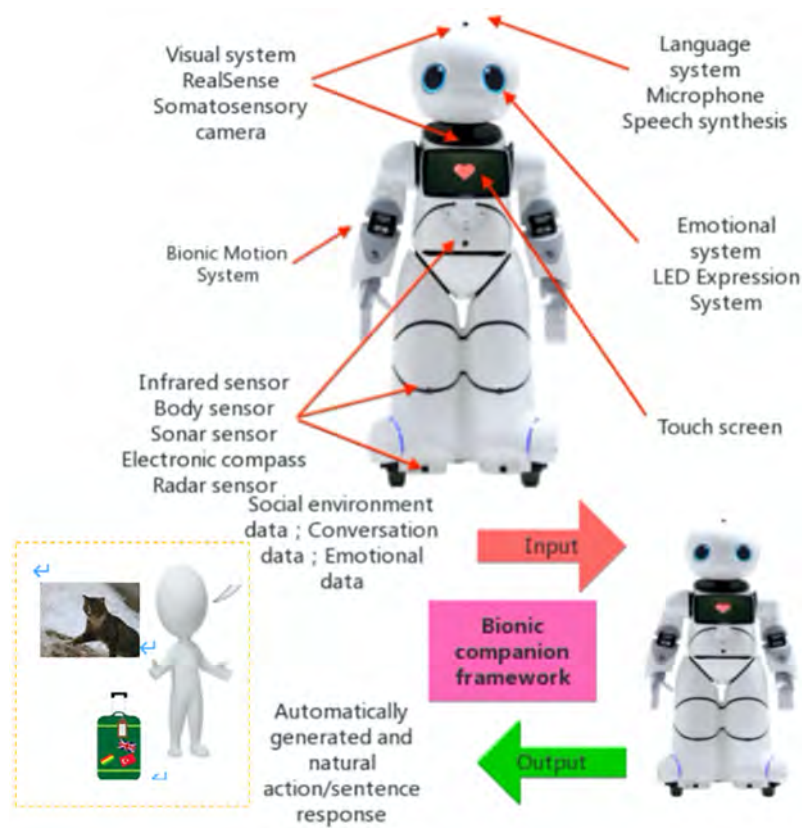 Visual system
RealSense
Somatosensory
camera
Language
system
Microphone
Speech synthesis
Bionic Motion
System
Emotional
system
LED Expression
System
Infrared sensor
Body sensor
Sonar sensor
Electronic compass
Radar sensor
Touch screen
Social environment
data ; Conversation
data ; Emotional
data
Input
Bionic
companion
framework
Automatically
generated and
natural
action/sentence
response
Output